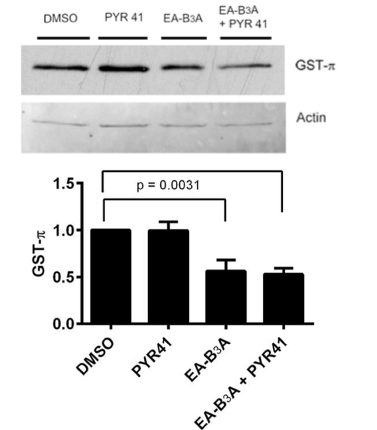 DMSO PYR 41 EA-B3A EA-B3A
+ PYR 41
GST-π
Actin
p = 0.0031
1.5
1.0
0.5
0.0
GST-π
DMSO
PYR41
EA-B3A
EA-B3A + PYR41